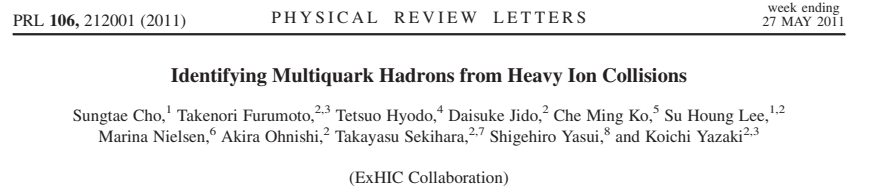 PRL 106, 212001 (2011)
PHYSICAL REVIEW LETTERS
week ending
27 MAY 2011
Identifying Multiquark Hadrons from Heavy Ion Collisions
Sungtae Cho,1 Takenori Furumoto,2,3 Tetsuo Hyodo,4 Daisuke Jido,2 Che Ming Ko,5 Su Houng Lee,1,2
Marina Nielsen,6 Akira Ohnishi,2 Takayasu Sekihara,2,7 Shigehiro Yasui,8 and Koichi Yazaki2,3
(ExHIC Collaboration)